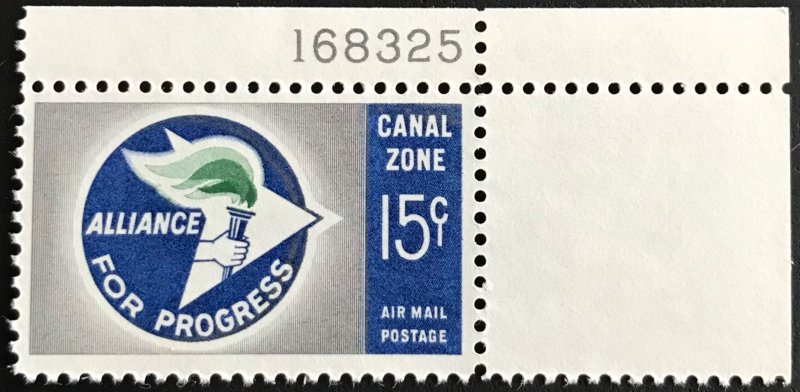 168325
ALLIANCE
FOR PROGRESS
CANAL
ZONE
15¢
AIR MAIL
POSTAGE